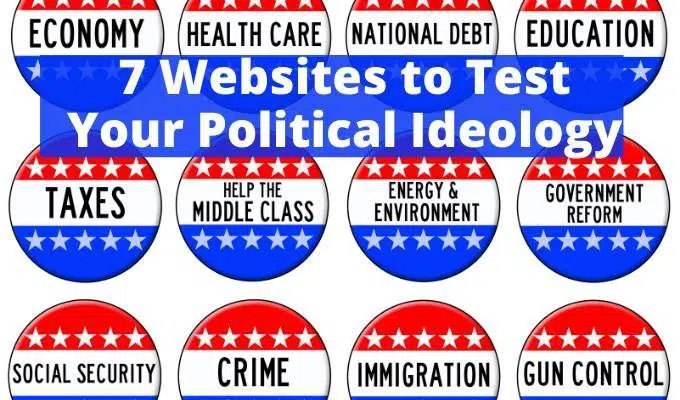 ECONOMY
HEALTH CARE
NATIONAL DEBT
EDUCATION
7 Websites to Test
Your Political Ideology
TAXES
HELP THE
MIDDLE CLASS
ENERGY &
ENVIRONMENT
GOVERNMENT
REFORM
SOCIAL SECURITY
CRIME
IMMIGRATION
GUN CONTROL